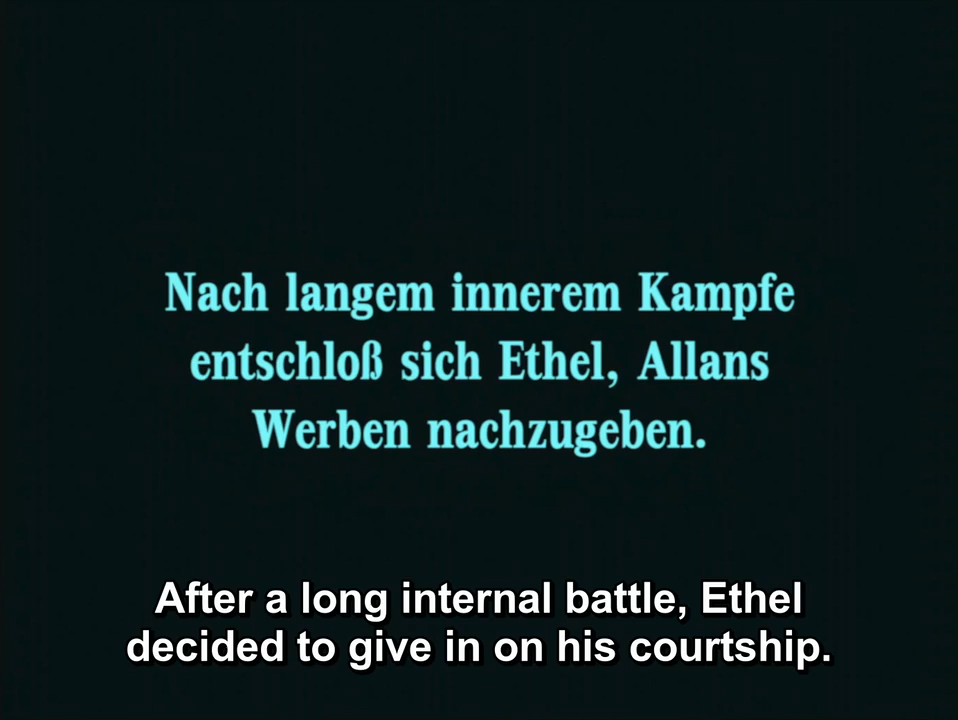 Nach langem innerem Kampfe
entschloß sich Ethel, Allans
Werben nachzugeben.
After a long internal battle, Ethel
decided to give in on his courtship.